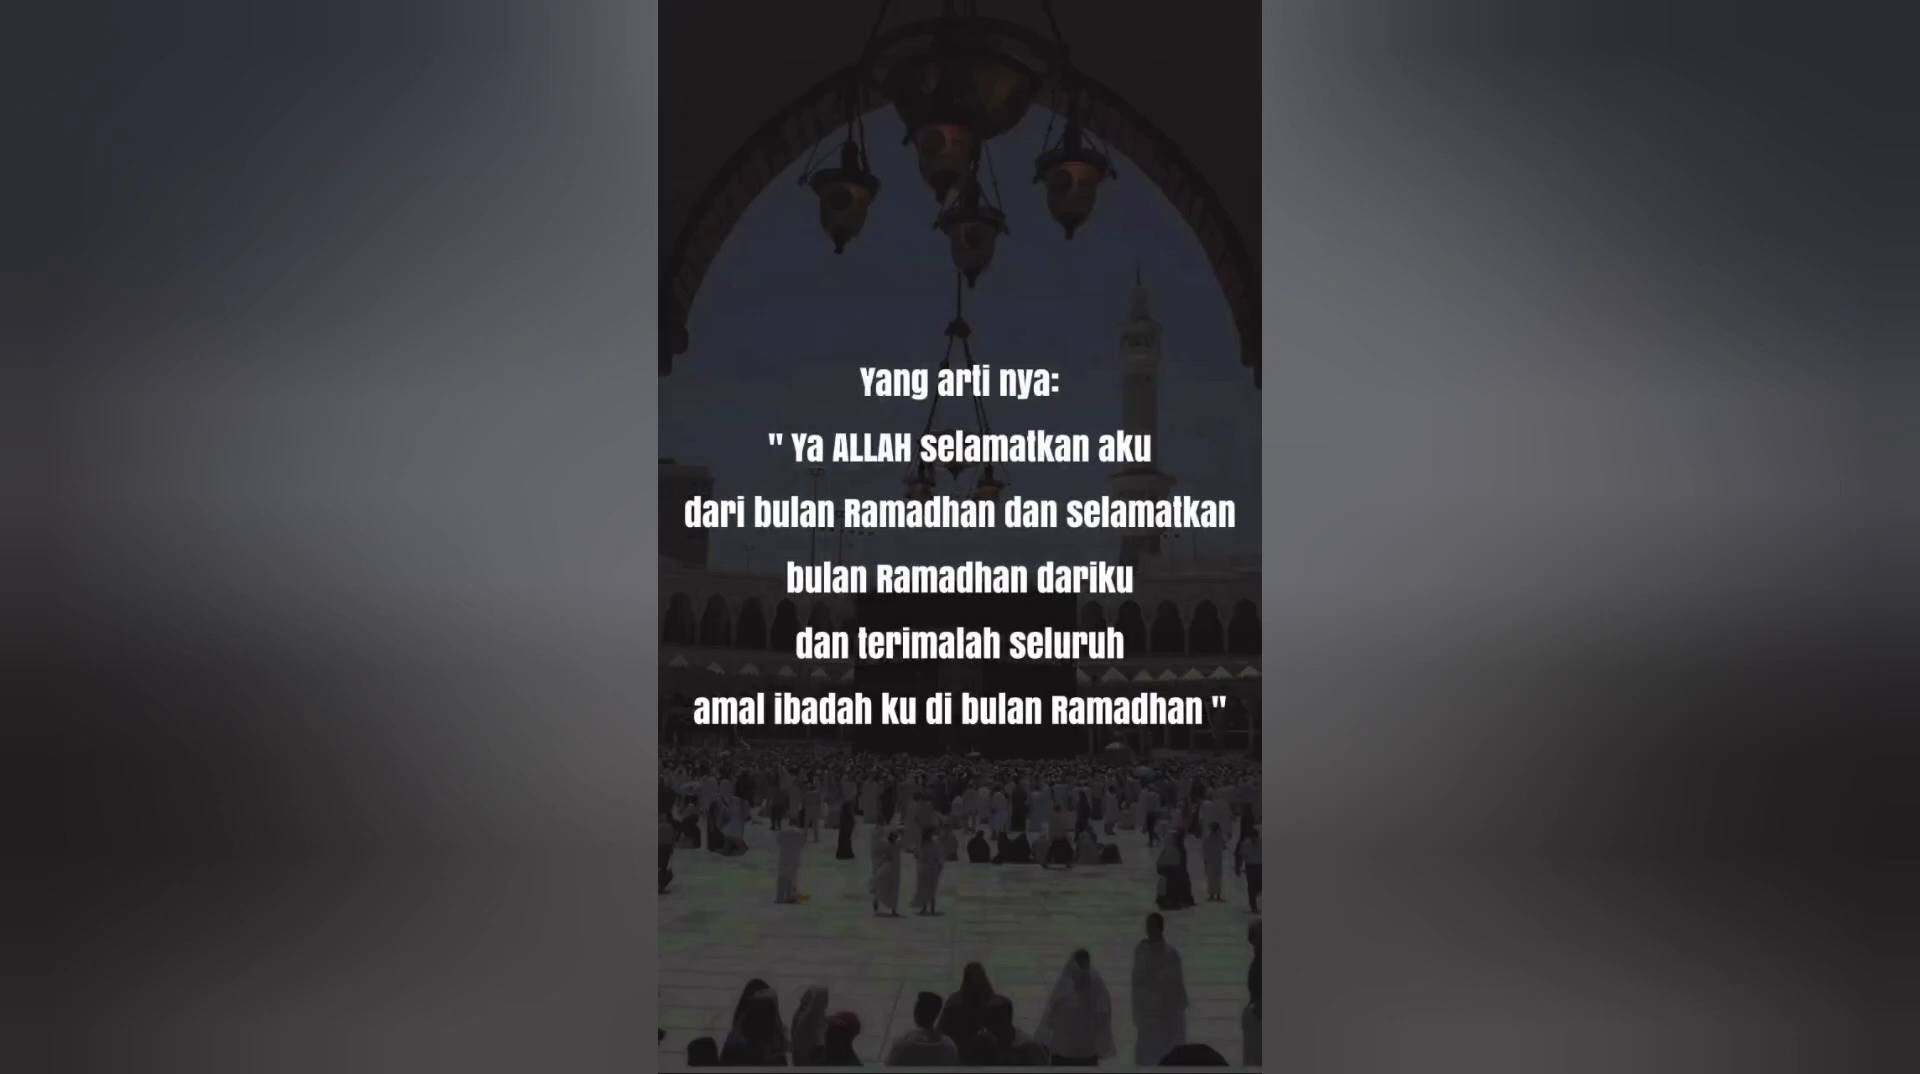 Yang arti nya:
" Ya ALLAH selamatkan aku
dari bulan Ramadhan dan selamatkan
bulan Ramadhan dariku
dan terimalah seluruh
amal ibadah ku di bulan Ramadhan "